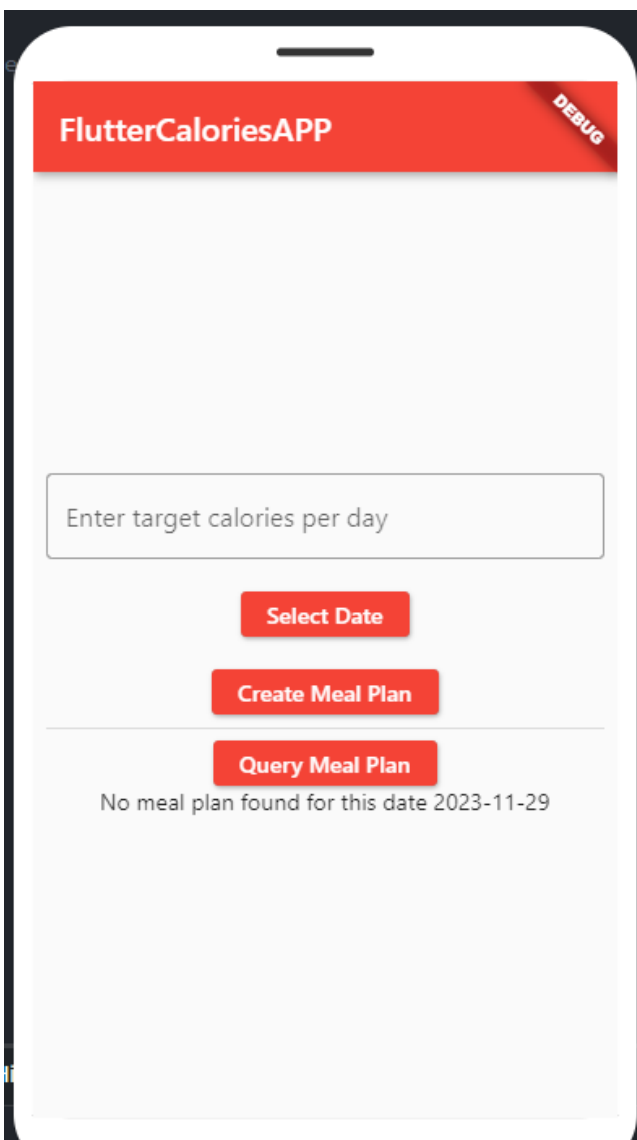 FlutterCaloriesAPP
DEBUG
Enter target calories per day
Select Date
Create Meal Plan
Query Meal Plan
No meal plan found for this date 2023-11-29